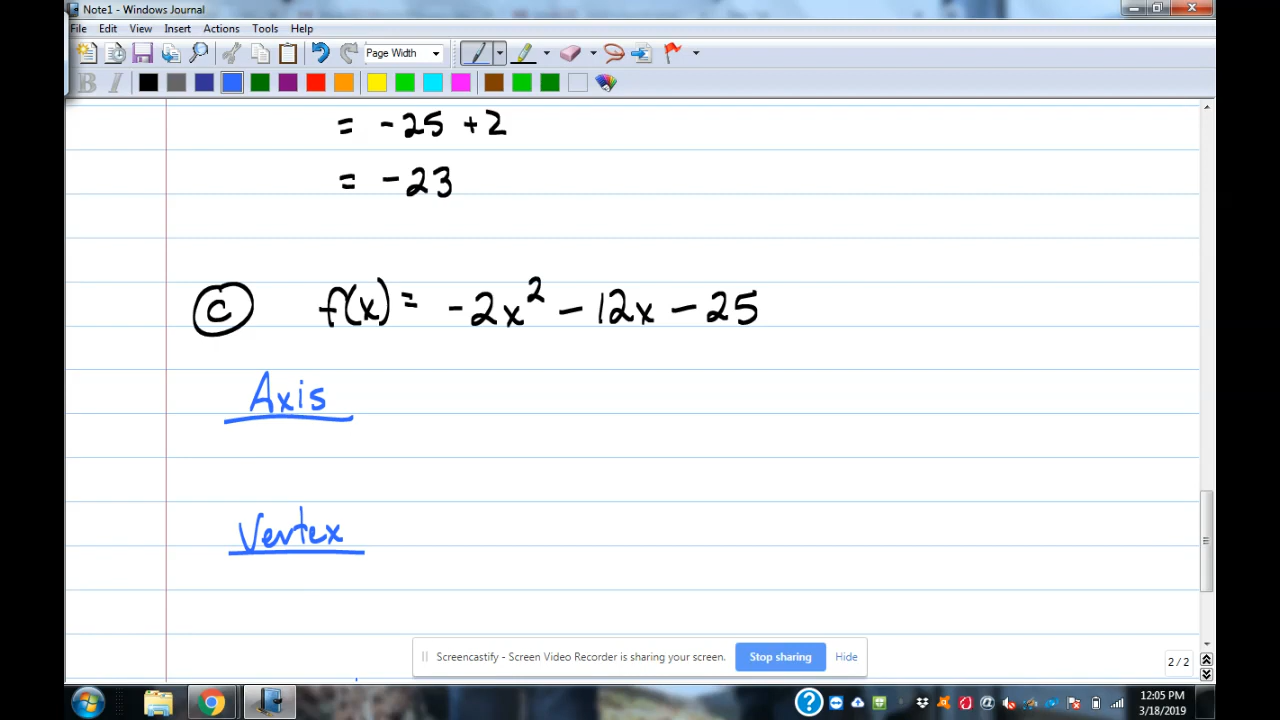 Note1 - Windows Journal
File Edit View Insert Actions Tools Help
Page Width
B I
= -25 + 2
= -23
c f(x) = -2x² - 12x - 25
Axis
Vertex
Screencastify - Screen Video Recorder is sharing your screen. Stop sharing Hide
2 / 2
12:05 PM
3/18/2019